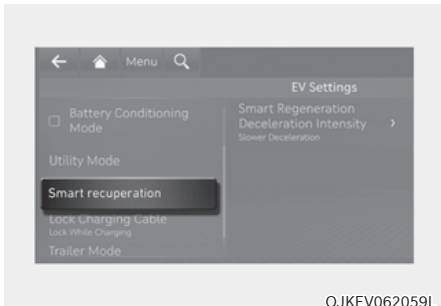 Menu
EV Settings
Battery Conditioning
Mode
Utility Mode
Smart recuperation
Lock Charging Cable
Lock While Charging
Trailer Mode
Smart Regeneration
Deceleration Intensity
Slower Deceleration
OJKEV062059L